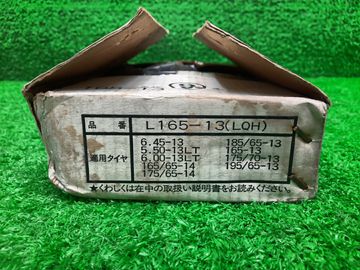 品番 L165-13(LOH)
適用タイヤ
6.45-13 185/65-13
5.50-13LT 165-13
6.00-13LT 175/70-13
165/65-14 195/65-13
175/65-14
★くわしくは在中の取扱い説明書をお読みください。